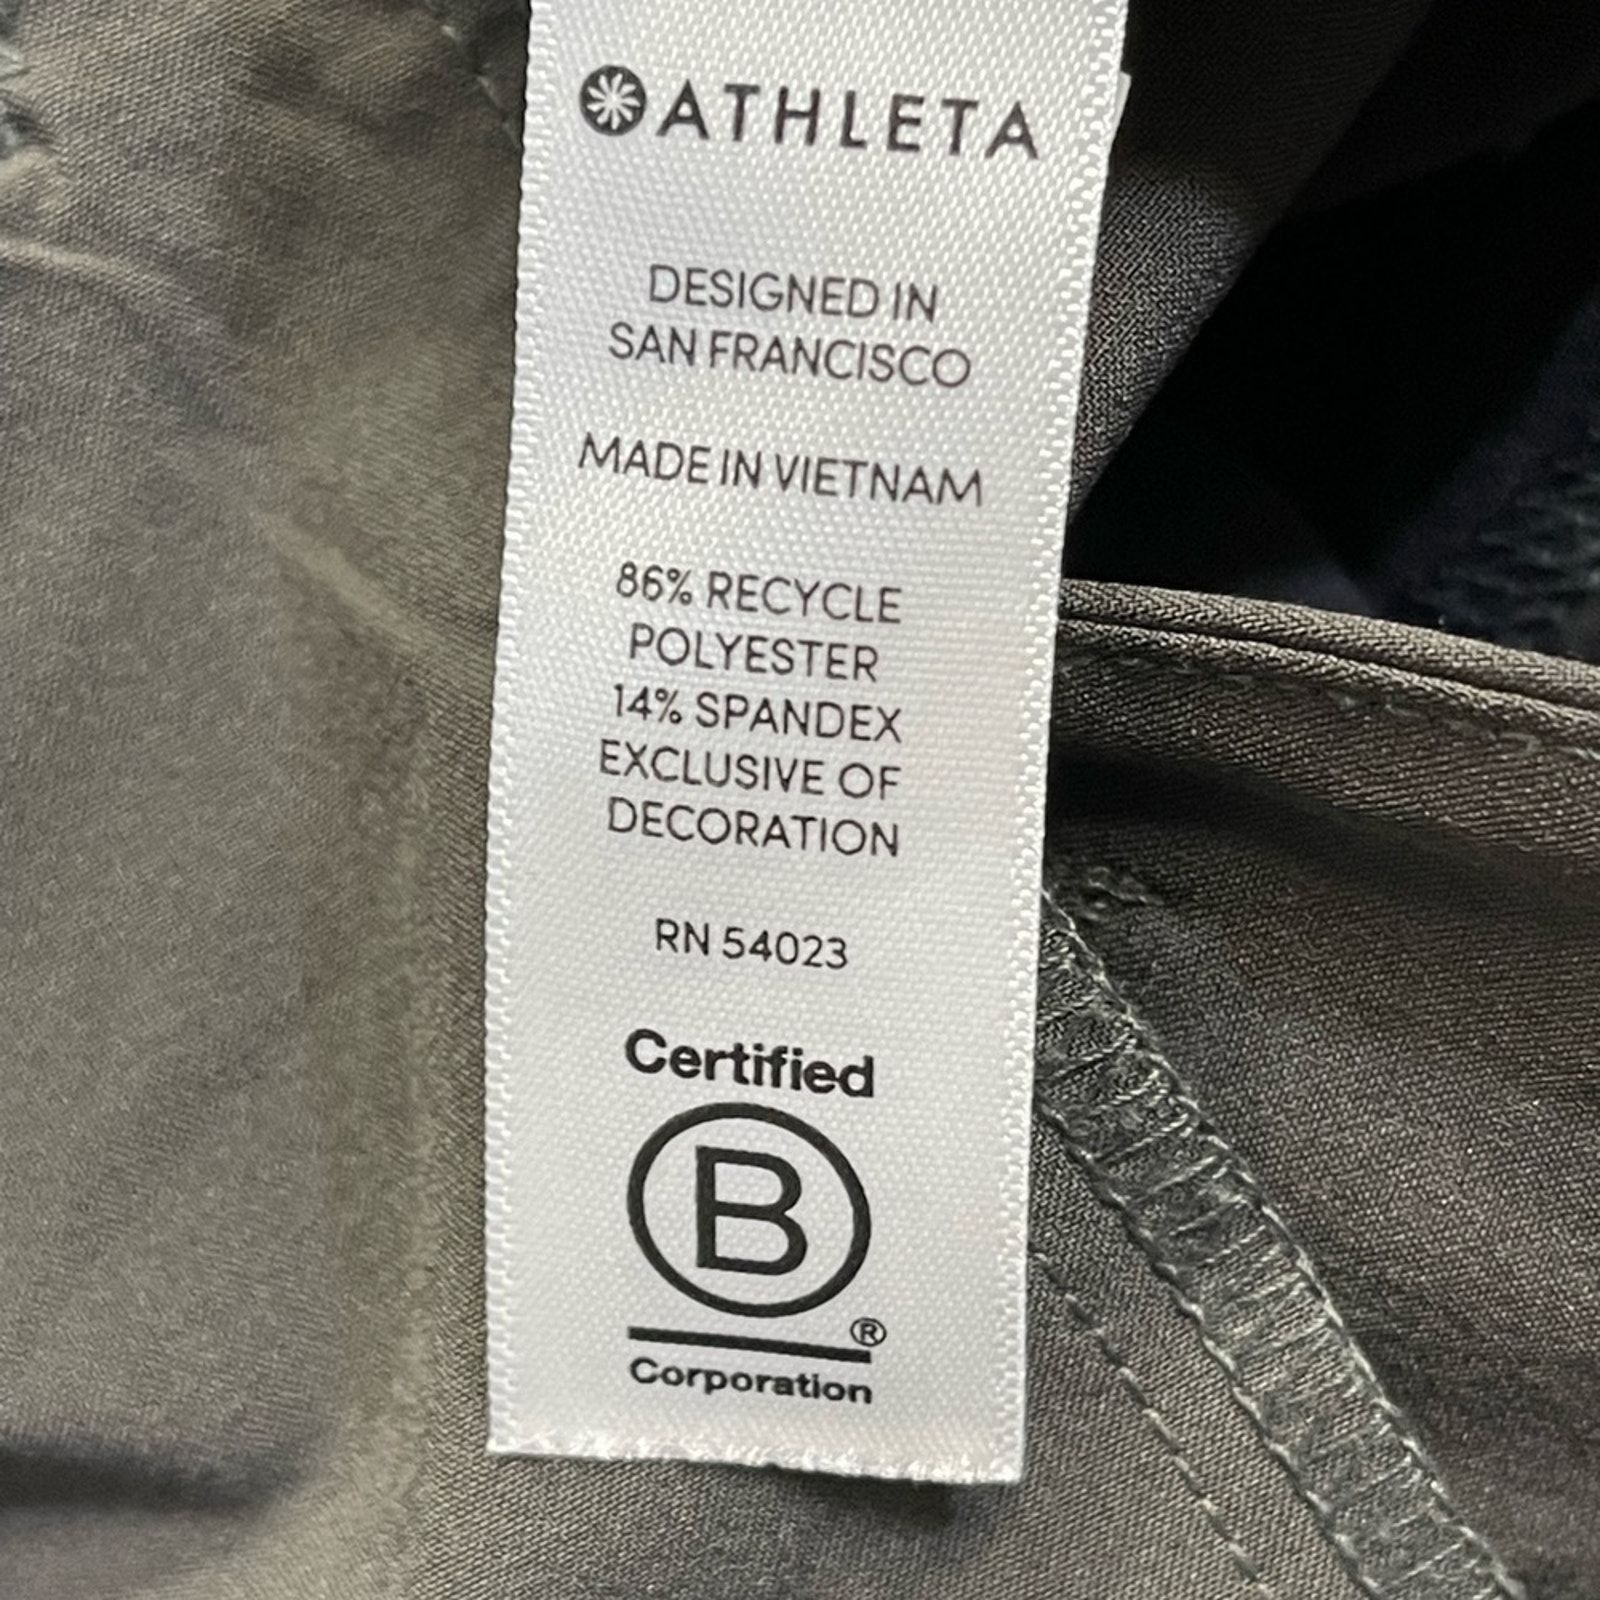 ATHLETA
DESIGNED IN
SAN FRANCISCO
MADE IN VIETNAM
86% RECYCLE
POLYESTER
14% SPANDEX
EXCLUSIVE OF
DECORATION
RN 54023
Certified
B
®
Corporation